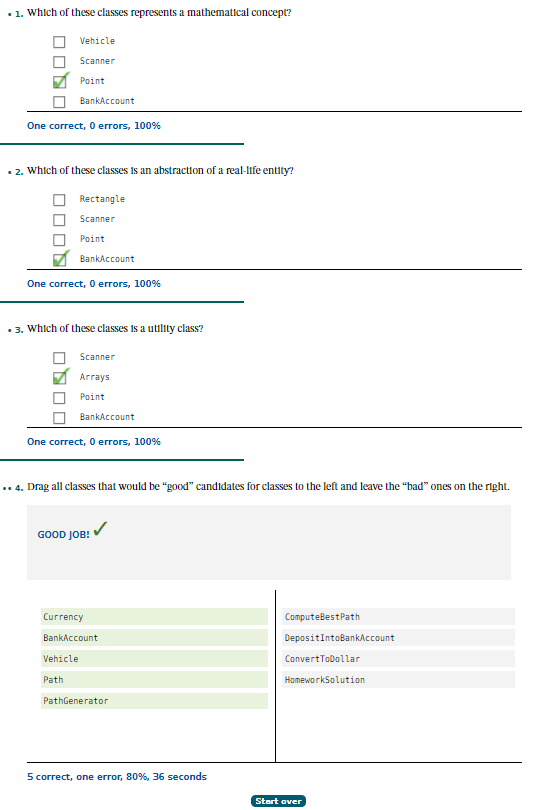 • 1. Which of these classes represents a mathematical concept?
Vehicle
Scanner
Point
BankAccount
One correct, 0 errors, 100%
• 2. Which of these classes is an abstraction of a real-life entity?
Rectangle
Scanner
Point
BankAccount
One correct, 0 errors, 100%
• 3. Which of these classes is a utility class?
Scanner
Arrays
Point
BankAccount
One correct, 0 errors, 100%
•• 4. Drag all classes that would be “good” candidates for classes to the left and leave the “bad” ones on the right.
GOOD JOB!
Currency
BankAccount
Vehicle
Path
PathGenerator
ComputeBestPath
DepositIntoBankAccount
ConvertToDollar
HomeworkSolution
5 correct, one error, 80%, 36 seconds
Start over